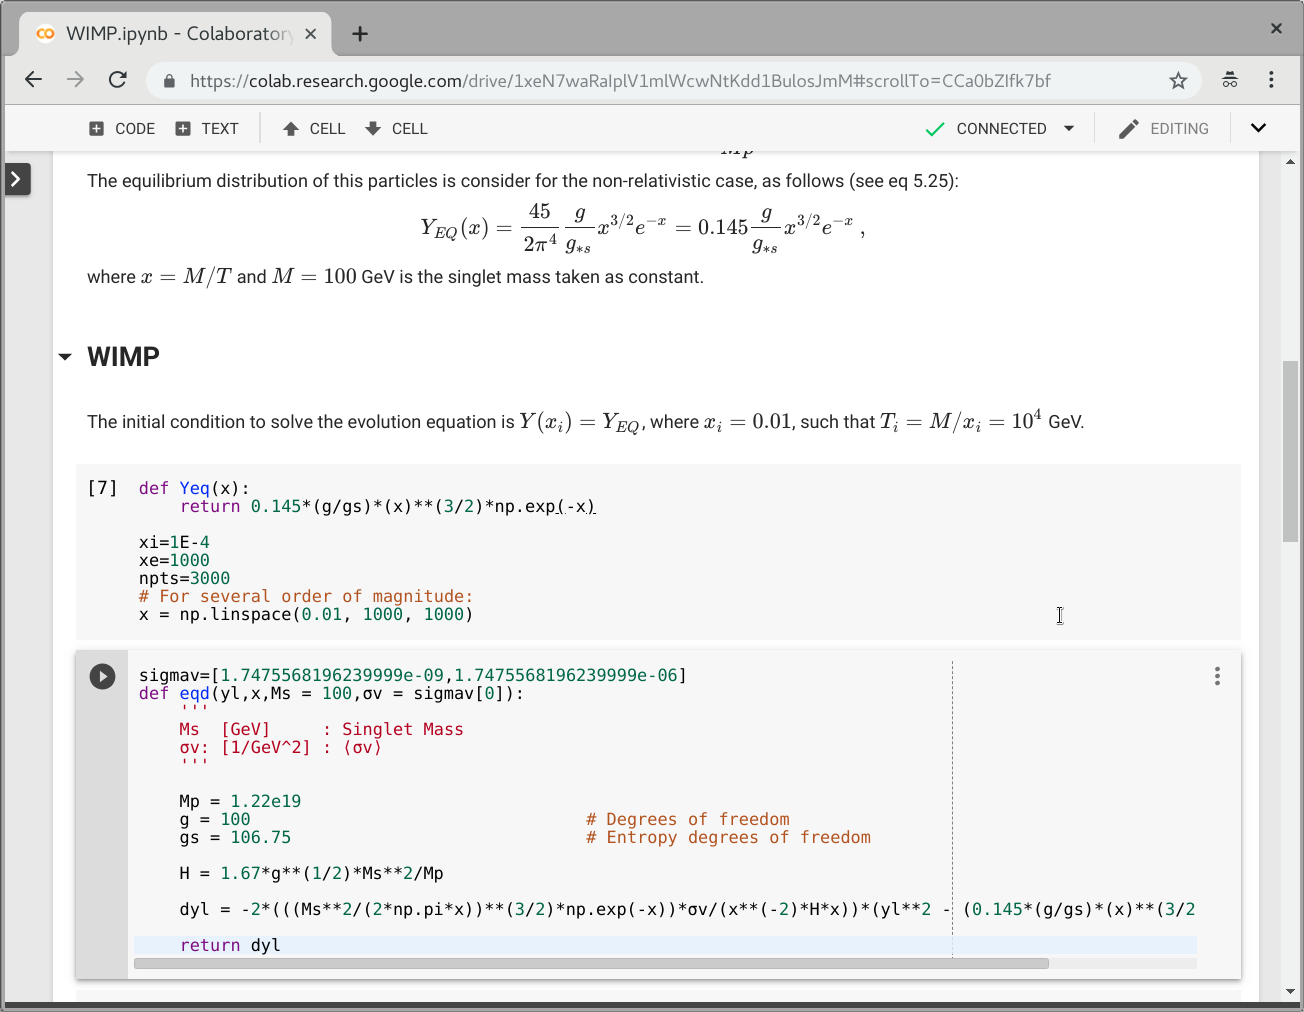 WIMP.ipynb - Colaboratory
https://colab.research.google.com/drive/1xeN7waRaIplV1mlWcwNtKdd1BulosJmM#scrollTo=CCa0bZIfk7bf
CODE TEXT CELL CELL CONNECTED EDITING
Mp
The equilibrium distribution of this particles is consider for the non-relativistic case, as follows (see eq 5.25):
Y_{EQ}(x) = \frac{45}{2π^4} \frac{g}{g_{*s}} x^{3/2}e^{-x} = 0.145 \frac{g}{g_{*s}} x^{3/2}e^{-x} ,
where x = M/T and M = 100 GeV is the singlet mass taken as constant.
WIMP
The initial condition to solve the evolution equation is Y(x_i) = Y_{EQ}, where x_i = 0.01, such that T_i = M/x_i = 10^4 GeV.
[7] def Yeq(x):
return 0.145*(g/gs)*(x)**(3/2)*np.exp(-x)
xi=1E-4
xe=1000
npts=3000
# For several order of magnitude:
x = np.linspace(0.01, 1000, 1000)
sigmav=[1.7475568196239999e-09,1.7475568196239999e-06]
def eqd(yl,x,Ms = 100,σv = sigmav[0]):
'''
Ms [GeV] : Singlet Mass
σv: [1/GeV^2] : ⟨σv⟩
'''
Mp = 1.22e19
g = 100 # Degrees of freedom
gs = 106.75 # Entropy degrees of freedom
H = 1.67*g**(1/2)*Ms**2/Mp
dyl = -2*(((Ms**2/(2*np.pi*x))**(3/2)*np.exp(-x))*σv/(x**(-2)*H*x))*(yl**2 - (0.145*(g/gs)*(x)**(3/2
return dyl